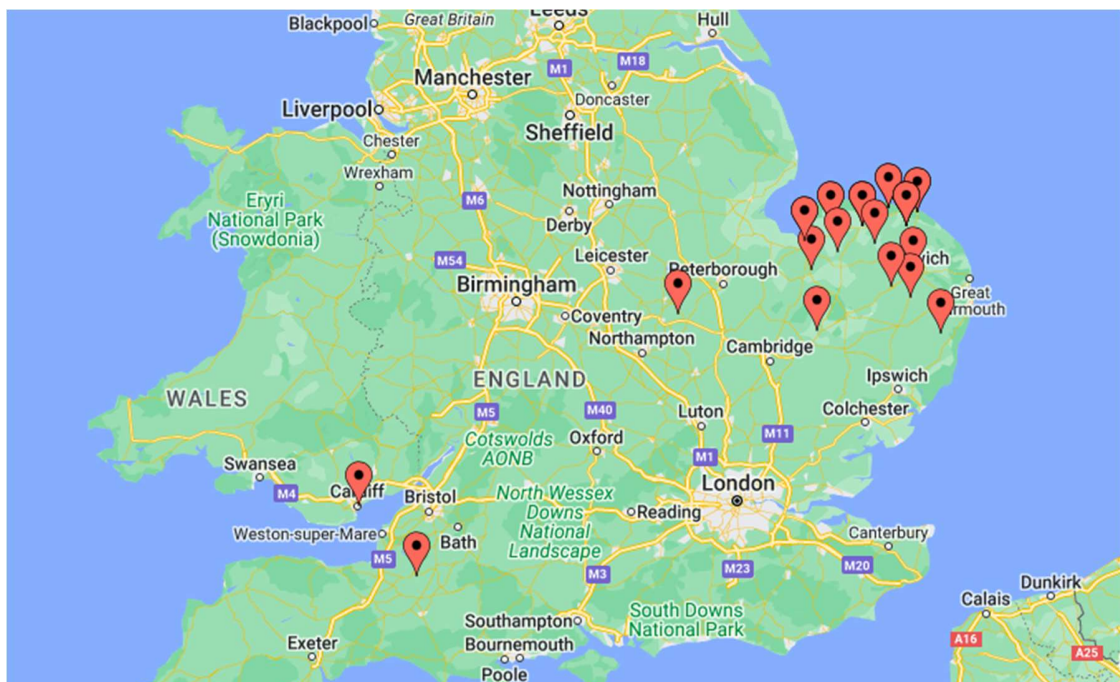 Leeds
Blackpool
Great Britain
Hull
M1
M18
Manchester
Doncaster
Liverpool
Sheffield
Chester
Wrexham
Eryri
National Park
(Snowdonia)
M6
Nottingham
Derby
M54
Leicester
Peterborough
wich
Birmingham
Great
rmouth
Coventry
Northampton
Cambridge
ENGLAND
Ipswich
WALES
M5
M40
Luton
Colchester
Cotswolds
AONB
Oxford
M11
Swansea
M1
M4
Cardiff
Bristol
North Wessex
Downs
National
Landscape
London
Reading
Weston-super-Mare
Bath
Canterbury
M5
M3
M23
M20
Dunkirk
Calais
South Downs
National Park
Southampton
Exeter
Bournemouth
Poole
A16
A25